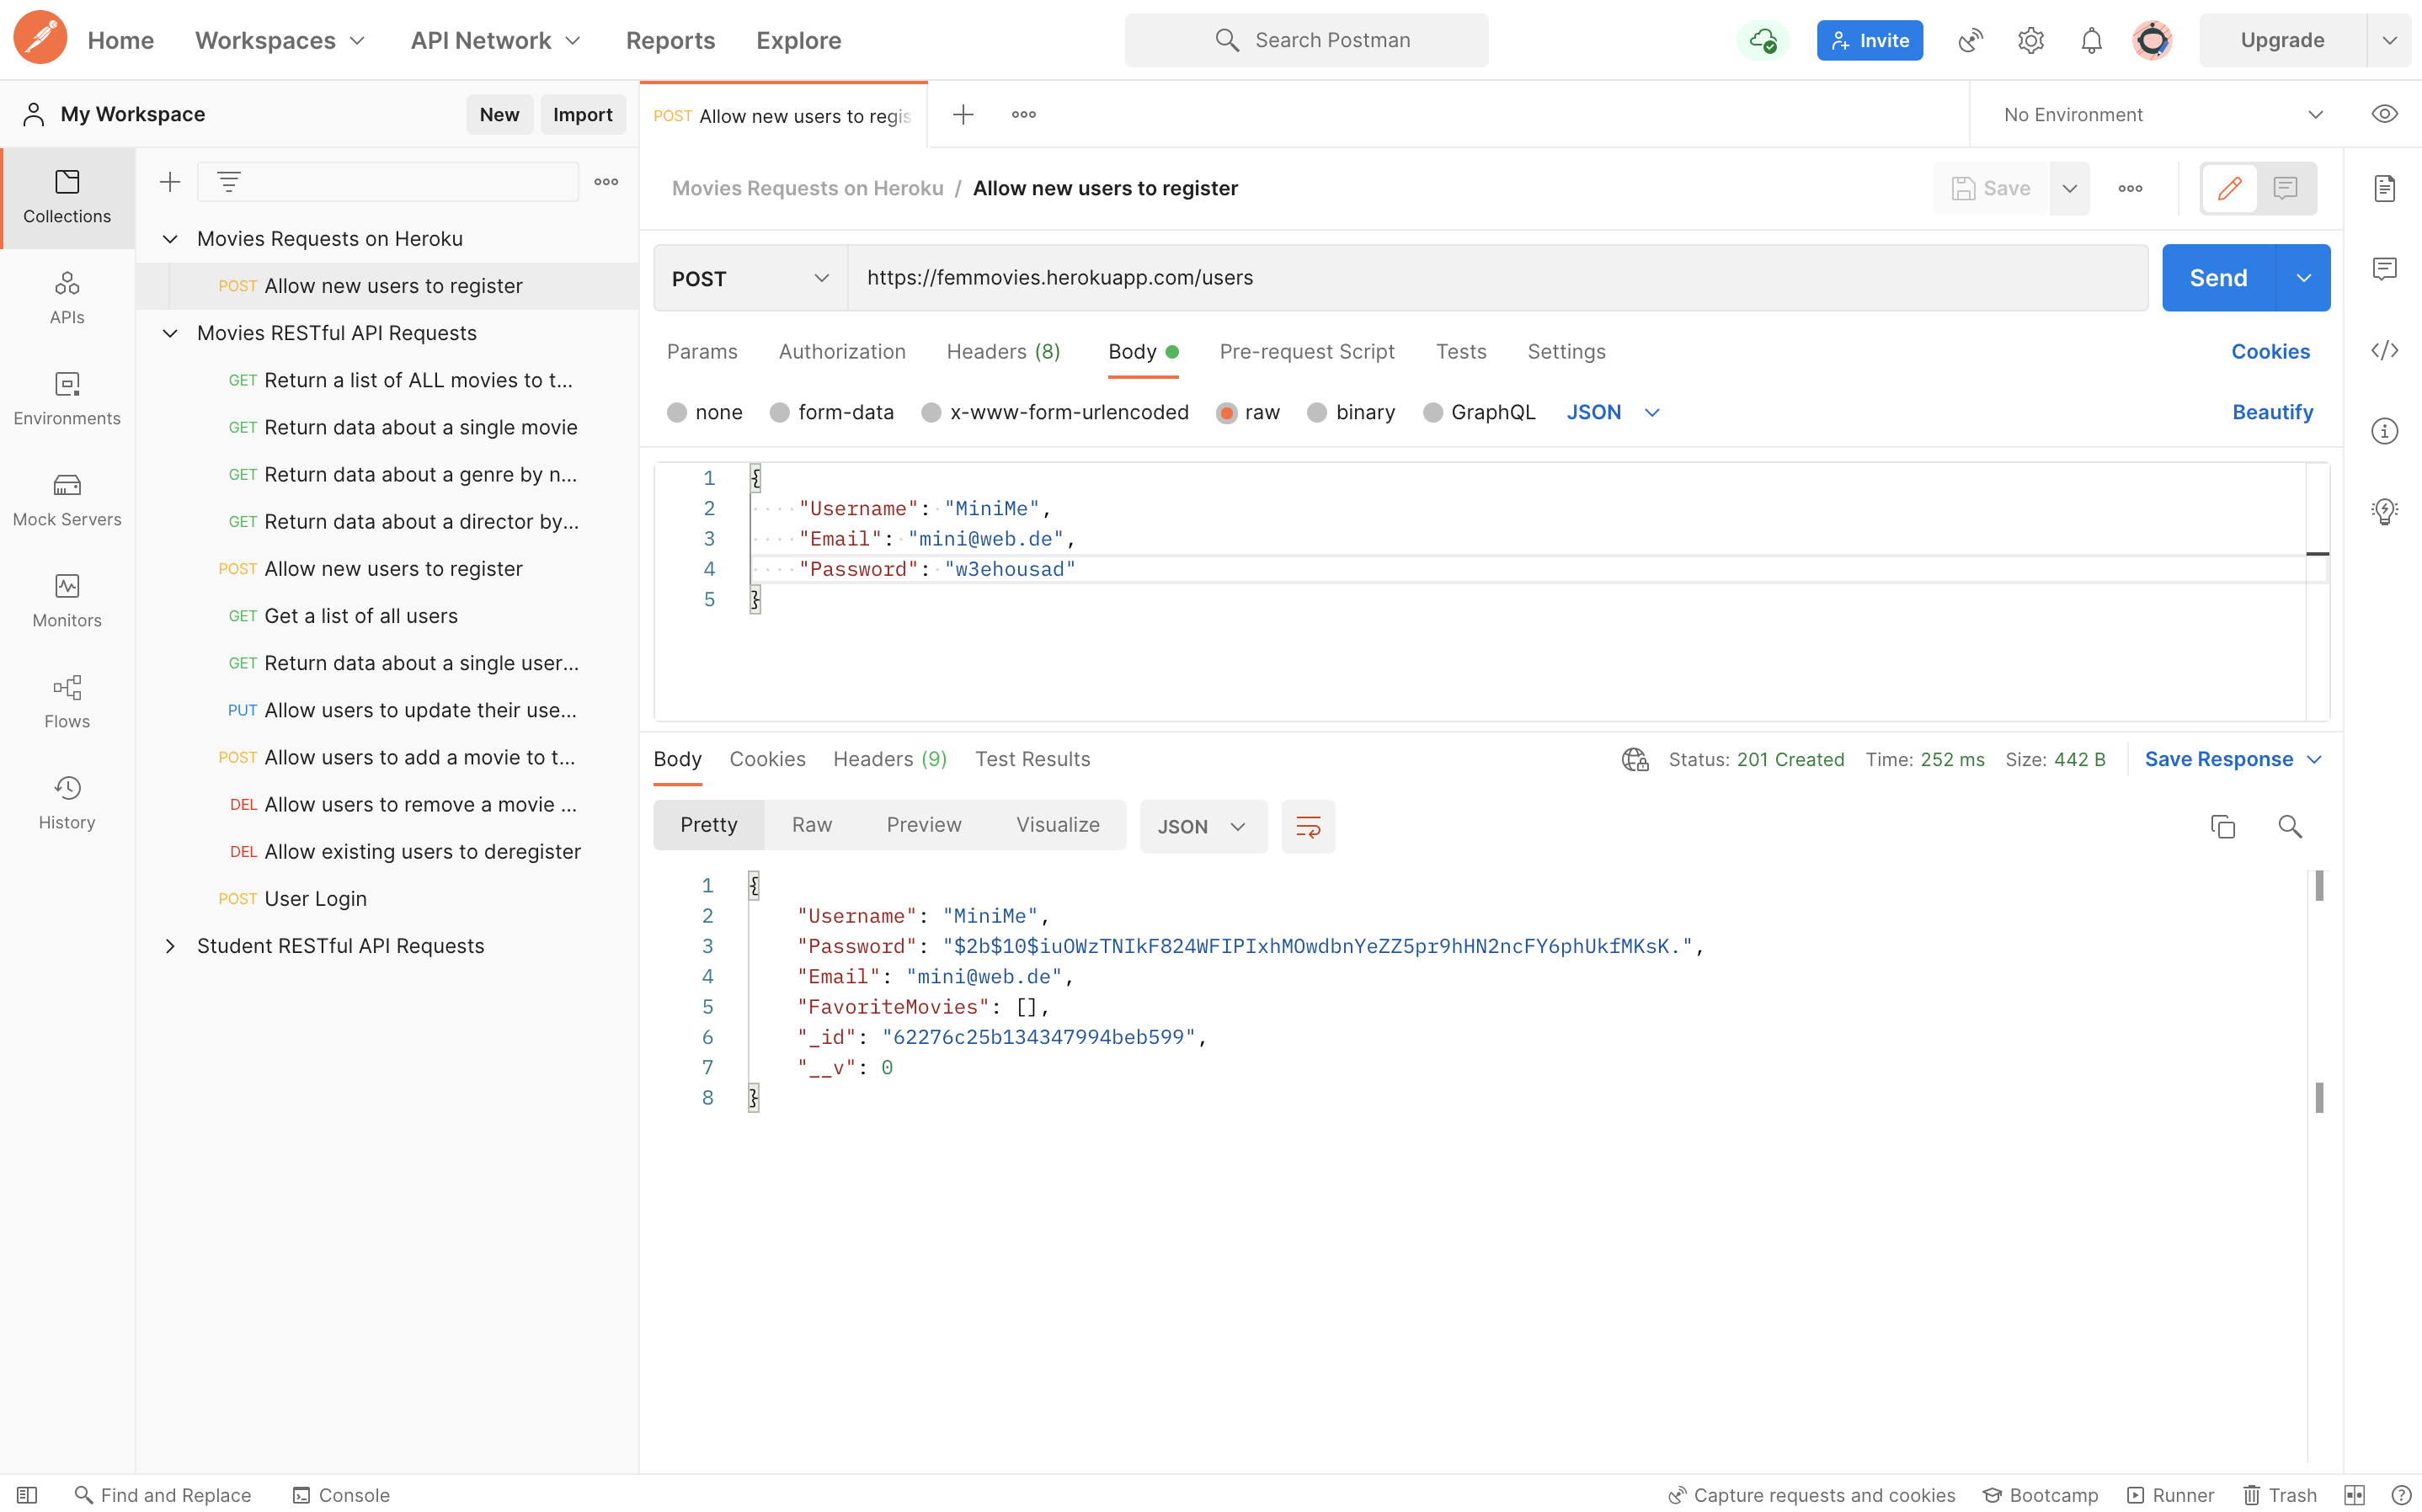 Home Workspaces API Network Reports Explore Search Postman Invite Upgrade
My Workspace New Import POST Allow new users to regis No Environment
Collections
APIs
Environments
Mock Servers
Monitors
Flows
History
Movies Requests on Heroku
POST Allow new users to register
Movies RESTful API Requests
GET Return a list of ALL movies to t...
GET Return data about a single movie
GET Return data about a genre by n...
GET Return data about a director by...
POST Allow new users to register
GET Get a list of all users
GET Return data about a single user...
PUT Allow users to update their use...
POST Allow users to add a movie to t...
DEL Allow users to remove a movie ...
DEL Allow existing users to deregister
POST User Login
Student RESTful API Requests
Movies Requests on Heroku / Allow new users to register Save
POST https://femmovies.herokuapp.com/users Send
Params Authorization Headers (8) Body Pre-request Script Tests Settings Cookies
none form-data x-www-form-urlencoded raw binary GraphQL JSON Beautify
1 {
2 "Username": "MiniMe",
3 "Email": "mini@web.de",
4 "Password": "w3ehousad"
5 }
Body Cookies Headers (9) Test Results Status: 201 Created Time: 252 ms Size: 442 B Save Response
Pretty Raw Preview Visualize JSON
1 {
2 "Username": "MiniMe",
3 "Password": "$2b$10$iuOWzTNIkF824WFIPIxhMOwdbnYeZZ5pr9hHN2ncFY6phUkfMKsK.",
4 "Email": "mini@web.de",
5 "FavoriteMovies": [],
6 "_id": "62276c25b134347994beb599",
7 "__v": 0
8 }
Find and Replace Console Capture requests and cookies Bootcamp Runner Trash